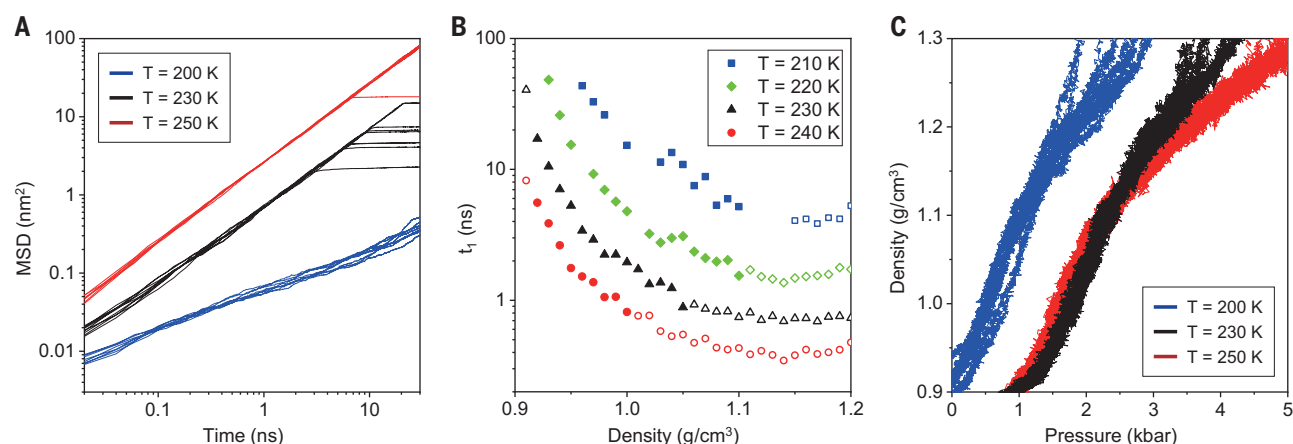 A
MSD (nm²)
100
10
1
0.1
0.01
T = 200 K
T = 230 K
T = 250 K
0.1
1
10
Time (ns)
B
t₁ (ns)
100
10
1
T = 210 K
T = 220 K
T = 230 K
T = 240 K
0.9
1.0
1.1
1.2
Density (g/cm³)
C
Density (g/cm³)
1.3
1.2
1.1
1.0
0.9
T = 200 K
T = 230 K
T = 250 K
0
1
2
3
4
5
Pressure (kbar)